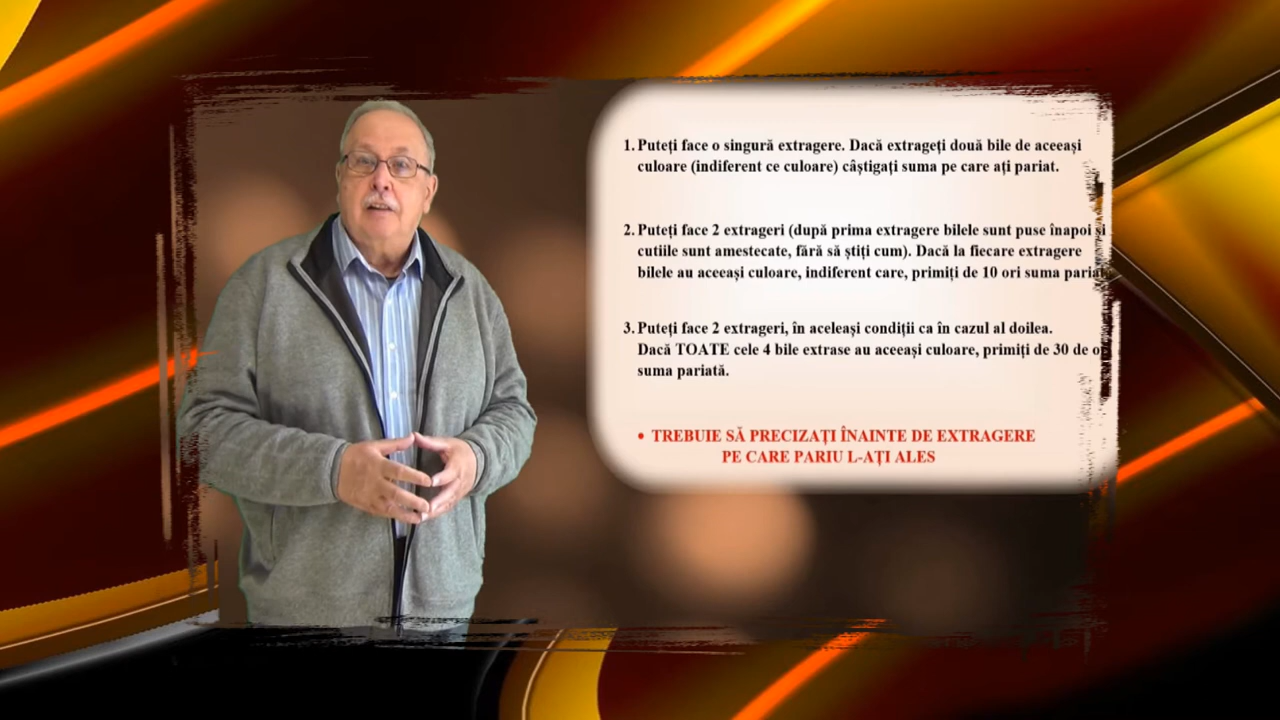 1. Puteți face o singură extragere. Dacă extrageți două bile de aceeași
culoare (indiferent ce culoare) câștigați suma pe care ați pariat.
2. Puteți face 2 extrageri (după prima extragere bilele sunt puse înapoi și
cutiile sunt amestecate, fără să știți cum). Dacă la fiecare extragere
bilele au aceeași culoare, indiferent care, primiți de 10 ori suma
3. Puteți face 2 extrageri, în aceleași condiții ca în cazul al doilea.
Dacă TOATE cele 4 bile extrase au aceeași culoare, primiți de 30 de
suma pariată.
• TREBUIE SĂ PRECIZAȚI ÎNAINTE DE EXTRAGERE
PE CARE PARIU L-AȚI ALES